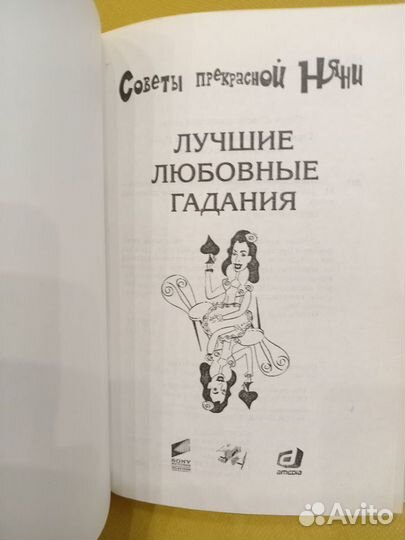 Советы прекрасной Няни
ЛУЧШИЕ
ЛЮБОВНЫЕ
ГАДАНИЯ
SONY
amedia
Avito